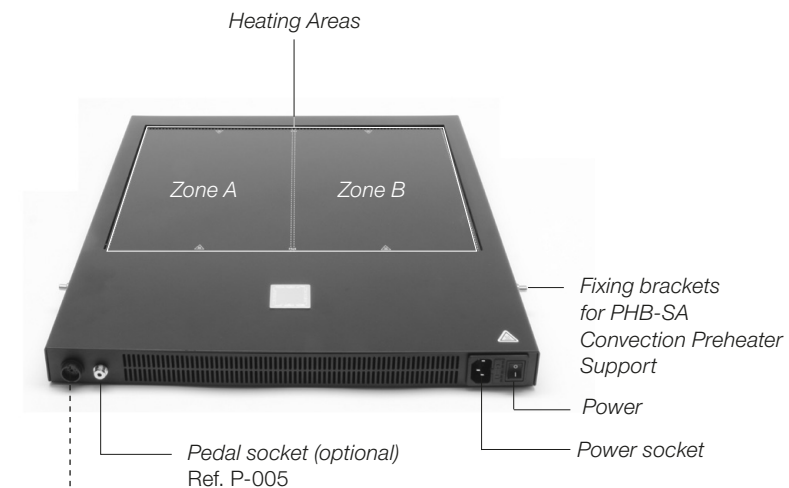 Heating Areas
Zone A
Zone B
Fixing brackets
for PHB-SA
Convection Preheater
Support
Power
Power socket
Pedal socket (optional)
Ref. P-005